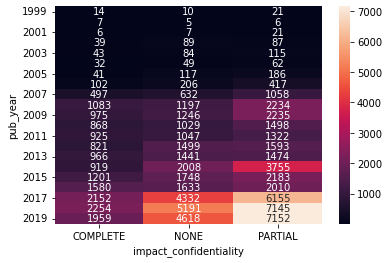 1999 14 10 21
7 5 6
2001 6 7 21
39 89 87
2003 43 84 115
32 49 62
2005 41 117 186
102 206 417
2007 497 632 1058
1083 1197 2234
2009 975 1246 2235
868 1029 1498
2011 925 1047 1322
821 1499 1593
2013 966 1441 1474
919 2008 3755
2015 1201 1748 2183
1580 1633 2010
2017 2152 4332 6155
2254 5191 7145
2019 1959 4618 7152
COMPLETE NONE PARTIAL
impact_confidentiality
pub_year
7000
6000
5000
4000
3000
2000
1000